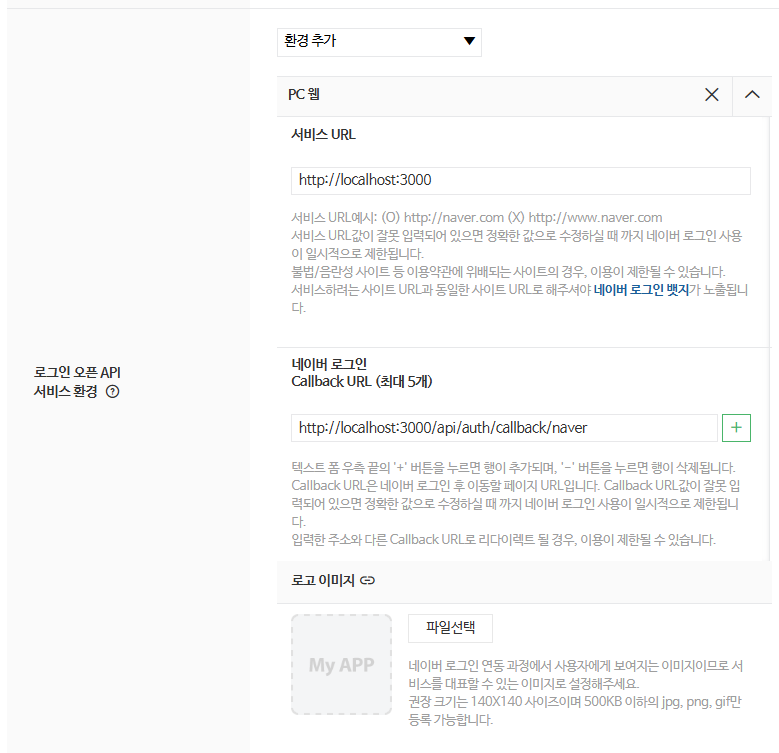 환경 추가
PC 웹
서비스 URL
http://localhost:3000
서비스 URL예시: (O) http://naver.com (X) http://www.naver.com
서비스 URL값이 잘못 입력되어 있으면 정확한 값으로 수정하실 때 까지 네이버 로그인 사용
이 일시적으로 제한됩니다.
불법/음란성 사이트 등 이용약관에 위배되는 사이트의 경우, 이용이 제한될 수 있습니다.
서비스하려는 사이트 URL과 동일한 사이트 URL로 해주셔야 네이버 로그인 뱃지가 노출됩니
다.
로그인 오픈 API
서비스 환경 ?
네이버 로그인
Callback URL (최대 5개)
http://localhost:3000/api/auth/callback/naver
+
텍스트 폼 우측 끝의 '+' 버튼을 누르면 행이 추가되며, '-' 버튼을 누르면 행이 삭제됩니다.
Callback URL은 네이버 로그인 후 이동할 페이지 URL입니다. Callback URL값이 잘못 입
력되어 있으면 정확한 값으로 수정하실 때 까지 네이버 로그인 사용이 일시적으로 제한됩니
다.
입력한 주소와 다른 Callback URL로 리다이렉트 될 경우, 이용이 제한될 수 있습니다.
로고 이미지
My APP
파일선택
네이버 로그인 연동 과정에서 사용자에게 보여지는 이미지이므로 서
비스를 대표할 수 있는 이미지로 설정해주세요.
권장 크기는 140X140 사이즈이며 500KB 이하의 jpg, png, gif만
등록 가능합니다.